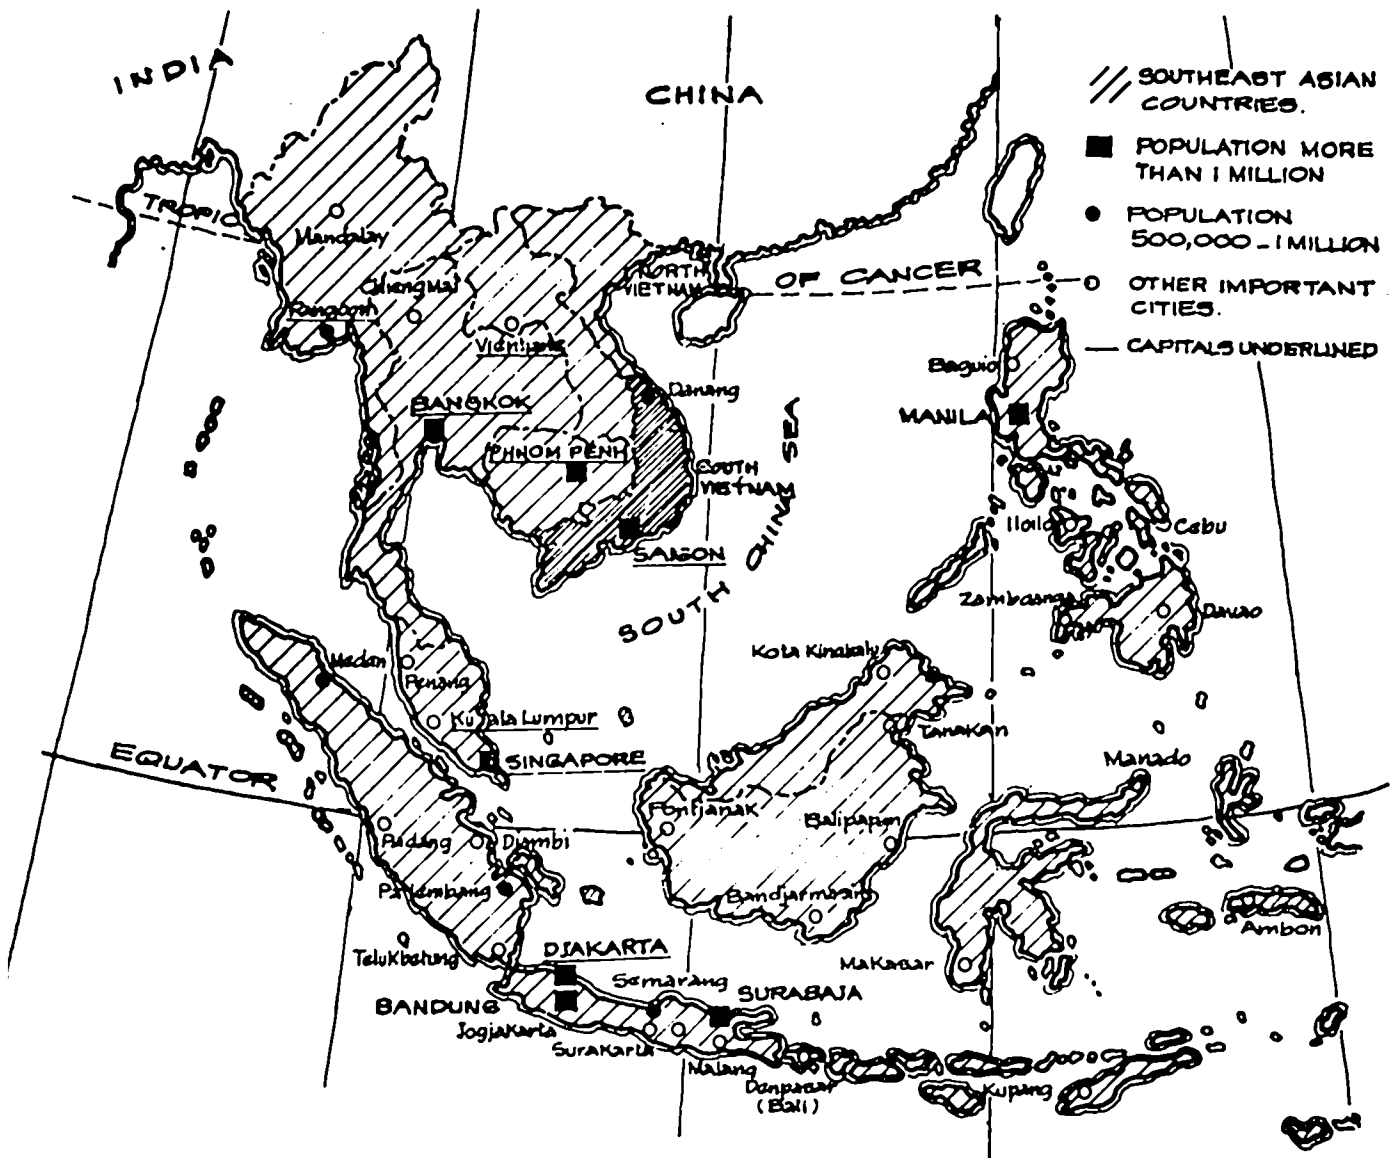 INDIA
CHINA
SOUTHEAST ASIAN
COUNTRIES.
POPULATION MORE
THAN 1 MILLION
POPULATION
500,000 - 1 MILLION
OTHER IMPORTANT
CITIES.
CAPITALS UNDERLINED
TROPIC
OF CANCER
Mandalay
Chiengmai
Rangoon
Vientiane
NORTH
VIETNAM
BANGKOK
Danang
PHNOM PENH
SOUTH
VIETNAM
SAIGON
SOUTH CHINA SEA
Baguio
MANILA
Iloilo
Cebu
Zamboanga
Davao
Medan
Penang
Kuala Lumpur
SINGAPORE
EQUATOR
Kota Kinabalu
Tanakan
Manado
Pontianak
Balipapan
Padang
Djambi
Palembang
Bandjarmasin
Ambon
Telukbetung
DJAKARTA
Makasar
BANDUNG
Semarang
SURABAJA
Jogjakarta
Surakarta
Malang
Denpasar
(Bali)
Kupang